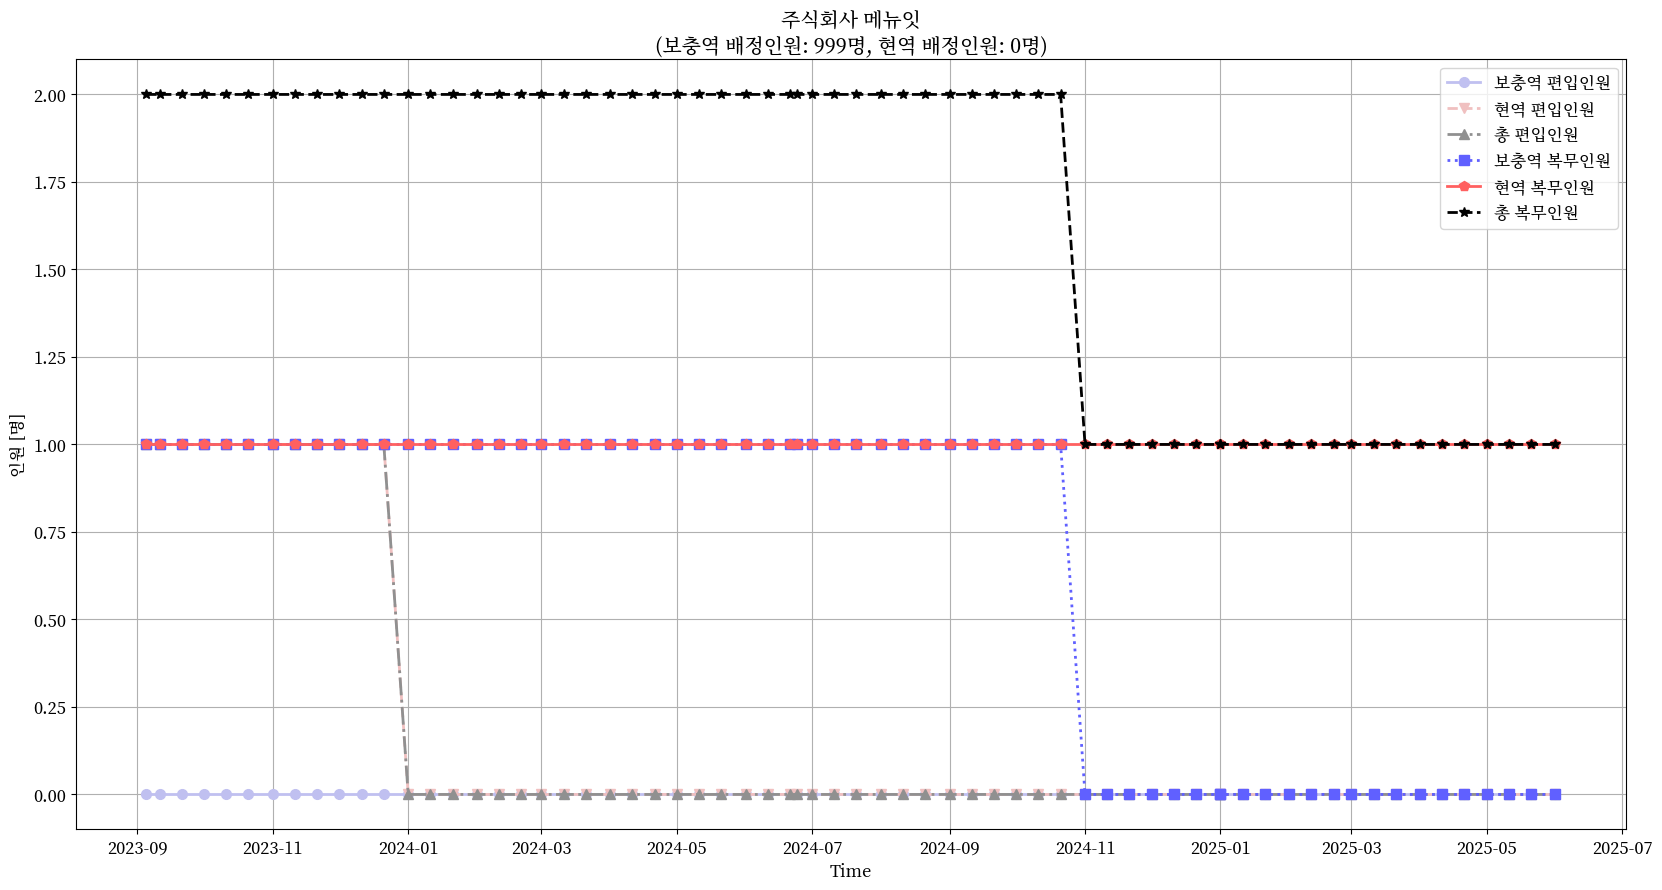 주식회사 메뉴잇
(보충역 배정인원: 999명, 현역 배정인원: 0명)
보충역 편입인원
현역 편입인원
총 편입인원
보충역 복무인원
현역 복무인원
총 복무인원
인원 [명]
2.00
1.75
1.50
1.25
1.00
0.75
0.50
0.25
0.00
2023-09
2023-11
2024-01
2024-03
2024-05
2024-07
2024-09
2024-11
2025-01
2025-03
2025-05
2025-07
Time